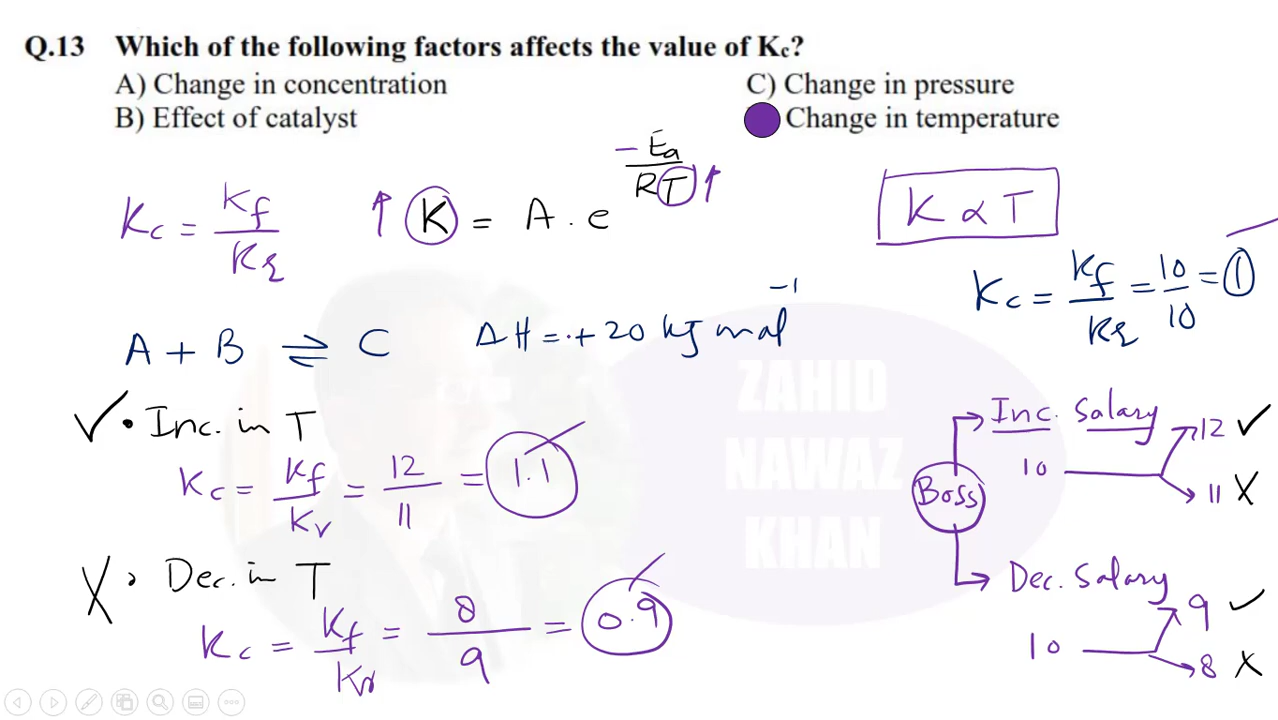 Q.13 Which of the following factors affects the value of Kc?
A) Change in concentration
B) Effect of catalyst
C) Change in pressure
Change in temperature
Kc = Kf / Kr
↑ K = A . e^(-Ea / RT) ↑
K ∝ T
Kc = Kf / Kr = 10 / 10 = 1
A + B ⇌ C ΔH = + 20 kJ mol⁻¹
✓ • Inc. in T
Kc = Kf / Kr = 12 / 11 = 1.1
X • Dec. in T
Kc = Kf / Kr = 8 / 9 = 0.9
Boss
Inc. Salary
10 12 ✓
11 X
Dec. Salary
10 9 ✓
8 X
ZAHID
NAWAZ
KHAN